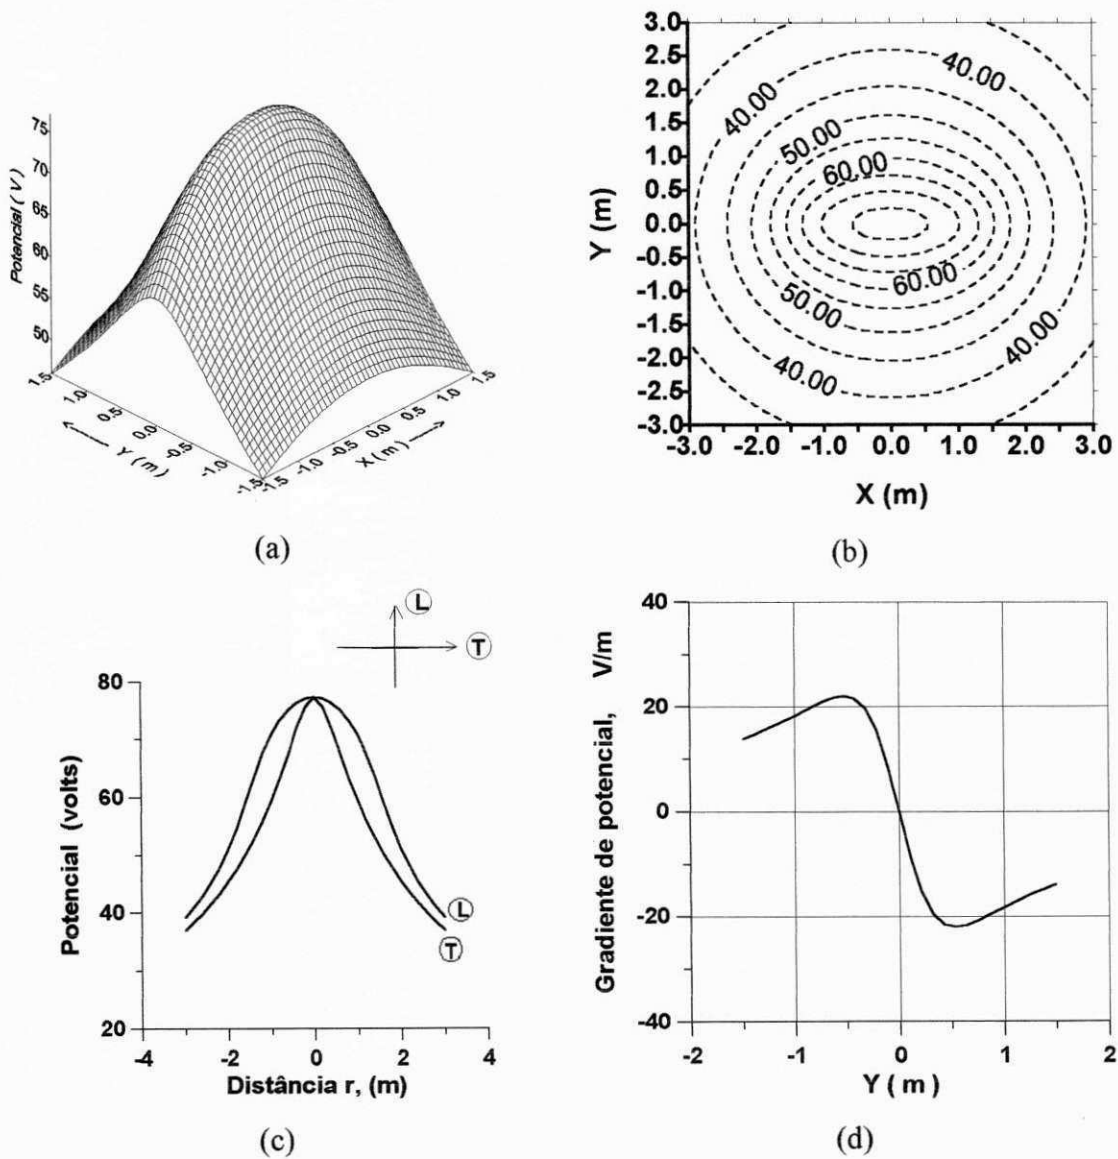 Potencial ( V )
75
70
65
60
55
50
1.5
1.0
0.5
0.0
-0.5
-1.0
-1.5
<----- Y ( m )
-1.5
-1.0
-0.5
0.0
0.5
1.0
1.5
X ( m ) --->
(a)
3.0
2.5
2.0
1.5
1.0
0.5
0.0
-0.5
-1.0
-1.5
-2.0
-2.5
-3.0
Y (m)
40.00
40.00
50.00
60.00
60.00
50.00
40.00
40.00
-3.0 -2.0 -1.0 0.0 1.0 2.0 3.0
X (m)
(b)
L
T
80
60
40
20
Potencial (volts)
L
T
-4 -2 0 2 4
Distância r, (m)
(c)
40
20
0
-20
-40
Gradiente de potencial, V/m
-2 -1 0 1 2
Y ( m )
(d)